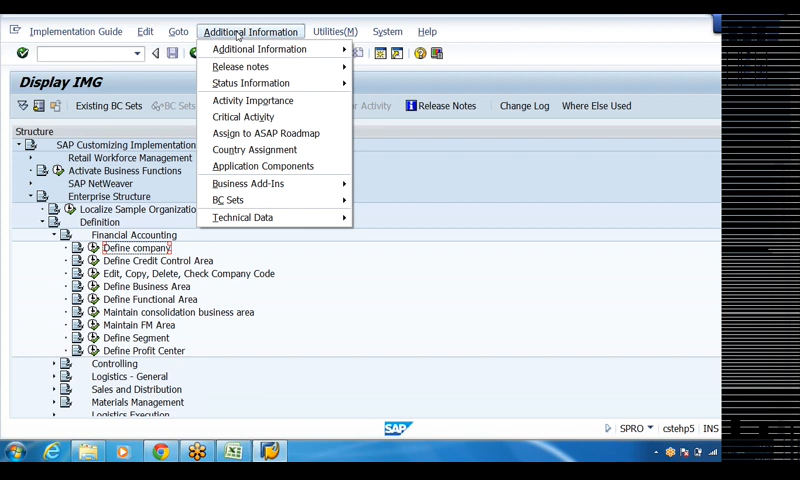 Implementation Guide Edit Goto Additional Information Utilities(M) System Help
Additional Information
Release notes
Status Information
Activity Importance
Critical Activity
Assign to ASAP Roadmap
Country Assignment
Application Components
Business Add-Ins
BC Sets
Technical Data
Display IMG
Existing BC Sets BC Sets Activity Release Notes Change Log Where Else Used
Structure
SAP Customizing Implementation
Retail Workforce Management
Activate Business Functions
SAP NetWeaver
Enterprise Structure
Localize Sample Organizatio
Definition
Financial Accounting
Define company
Define Credit Control Area
Edit, Copy, Delete, Check Company Code
Define Business Area
Define Functional Area
Maintain consolidation business area
Maintain FM Area
Define Segment
Define Profit Center
Controlling
Logistics - General
Sales and Distribution
Materials Management
Logistics Execution
SAP SPRO cstehp5 INS